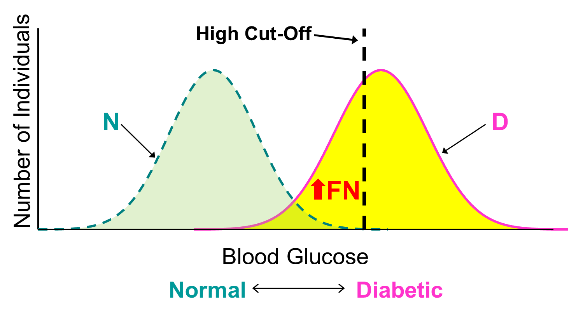 High Cut-Off
Number of Individuals
N
D
⬆FN
Blood Glucose
Normal ⟷ Diabetic